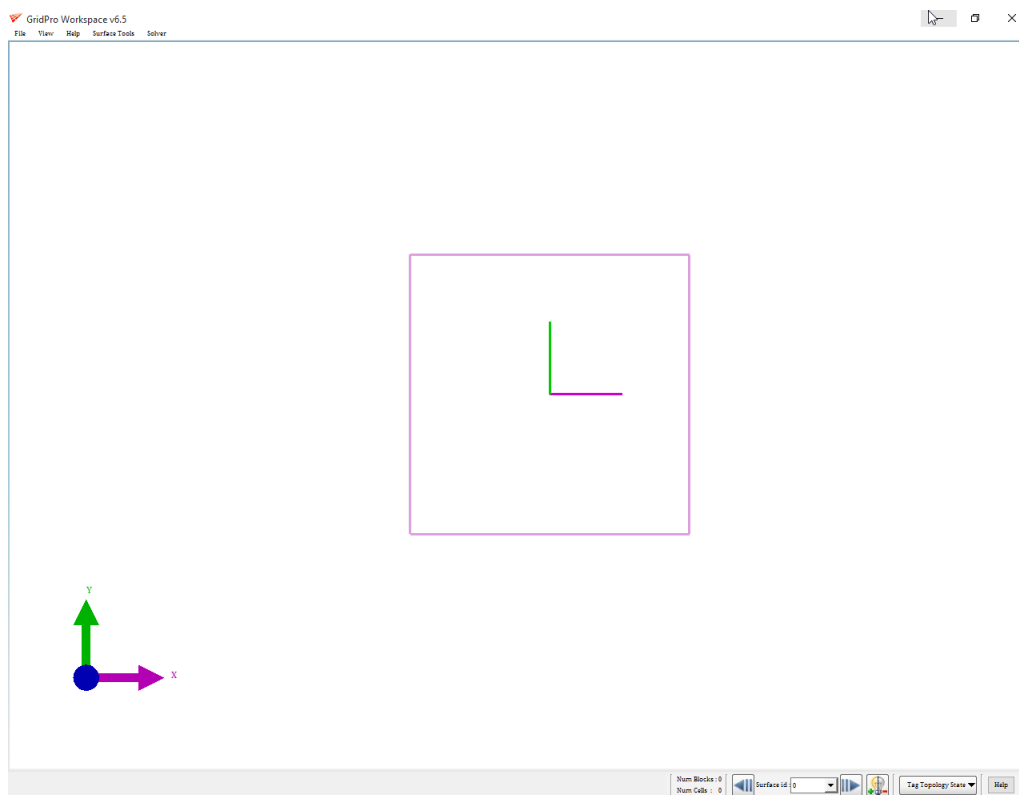 GridPro Workspace v6.5
File View Help Surface Tools Solver
Y
X
Num Blocks : 0
Num Cells : 0
Surface id : 0
Tag Topology State
Help